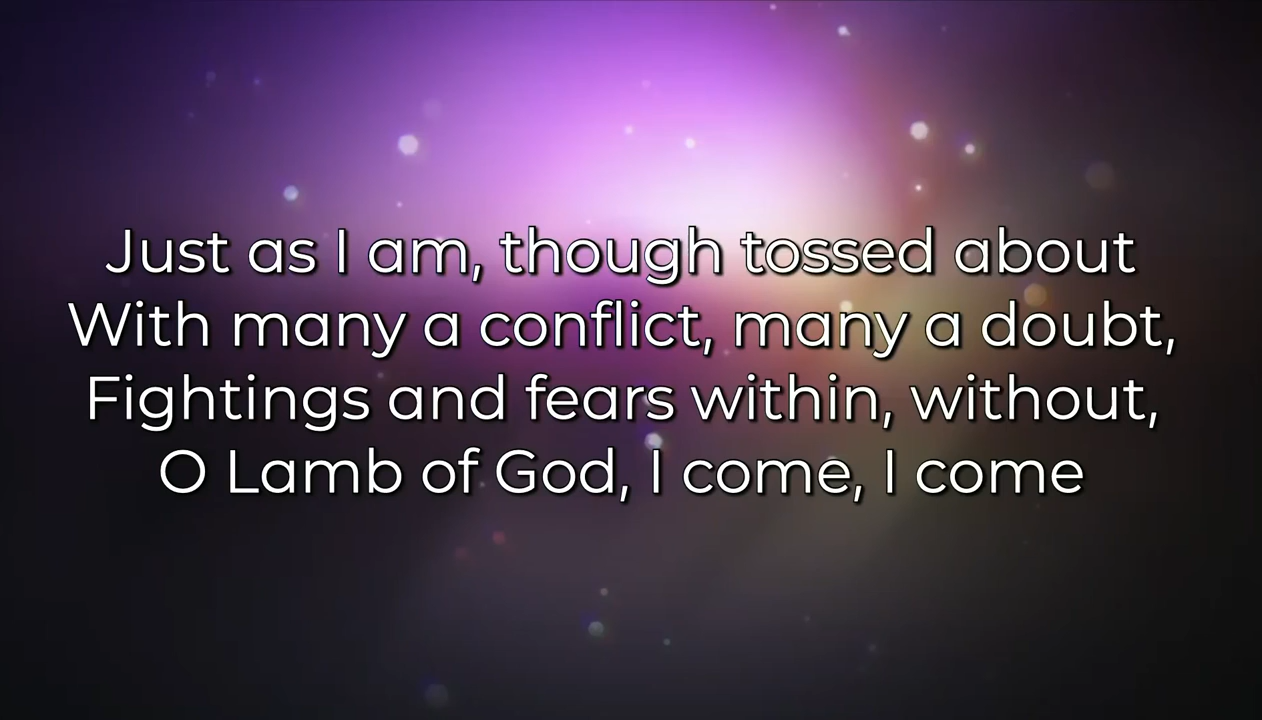 Just as I am, though tossed about
With many a conflict, many a doubt,
Fightings and fears within, without,
O Lamb of God, I come, I come